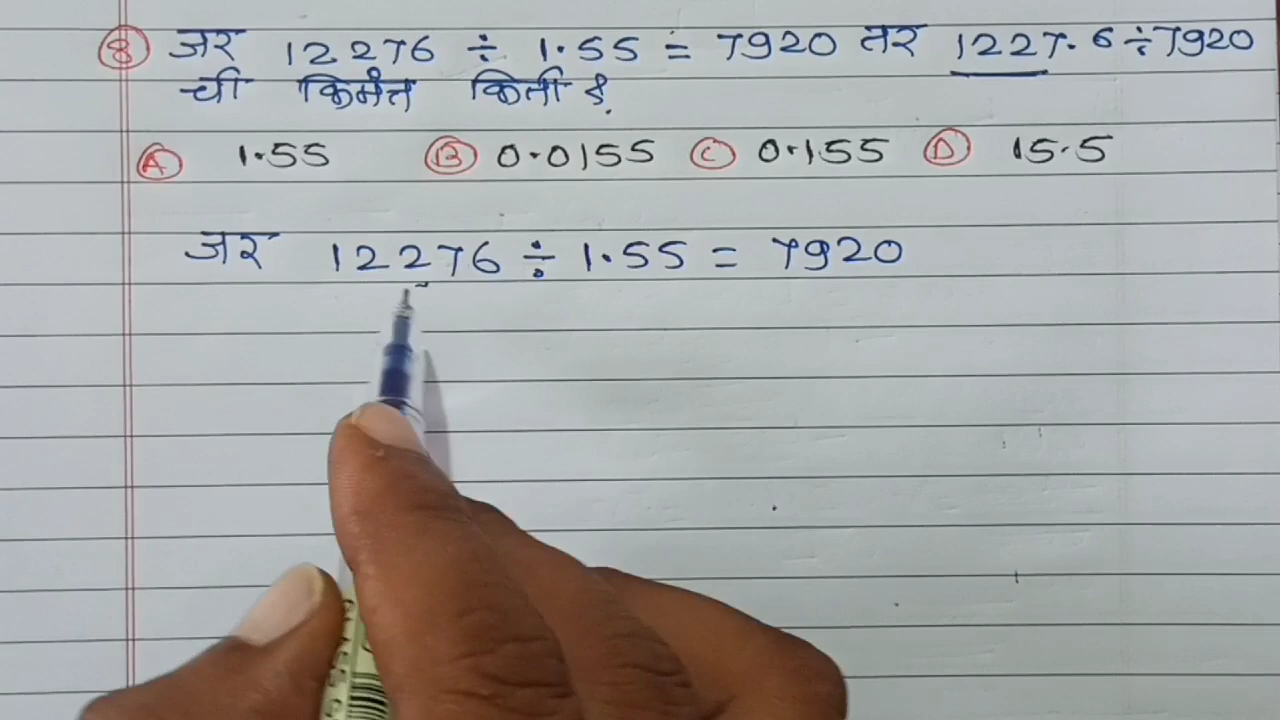 8 जर 12276 ÷ 1.55 = 7920 तर 1227.6÷7920
ची किंमत किती ?
A 1.55 B 0.0155 C 0.155 D 15.5
जर 12276 ÷ 1.55 = 7920